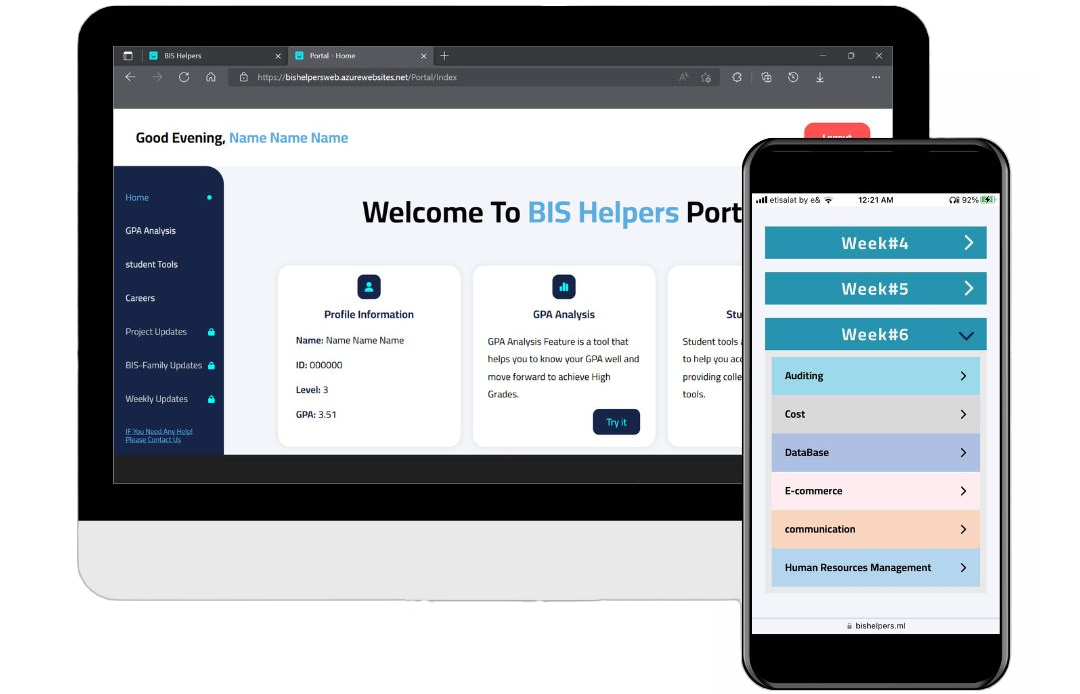 BIS Helpers
Portal - Home
https://bishelpersweb.azurewebsites.net/Portal/Index
Good Evening, Name Name Name
Logout
Home
GPA Analysis
student Tools
Careers
Project Updates
BIS-Family Updates
Weekly Updates
IF You Need Any Help!
Please Contact Us
Welcome To BIS Helpers Port
Profile Information
Name: Name Name Name
ID: 000000
Level: 3
GPA: 3.51
GPA Analysis
GPA Analysis Feature is a tool that
helps you to know your GPA well and
move forward to achieve High
Grades.
Try it
Stu
Student tools
to help you acc
providing colle
tools.
etisalat by e& 12:21 AM 92%
Week#4
Week#5
Week#6
Auditing
Cost
DataBase
E-commerce
communication
Human Resources Management
bishelpers.ml